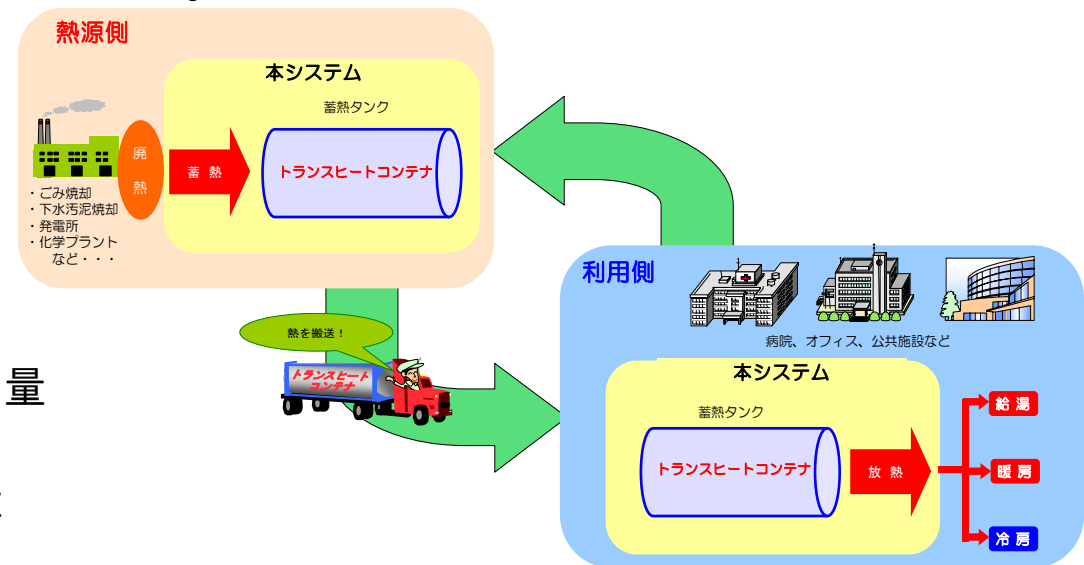 熱源側
本システム
蓄熱タンク
トランスヒートコンテナ
廃
熱
蓄 熱
・ごみ焼却
・下水汚泥焼却
・発電所
・化学プラント
など・・・
熱を搬送！
トランスヒート
コンテナ
量
利用側
病院、オフィス、公共施設など
本システム
蓄熱タンク
トランスヒートコンテナ
放 熱
給 湯
暖 房
冷 房